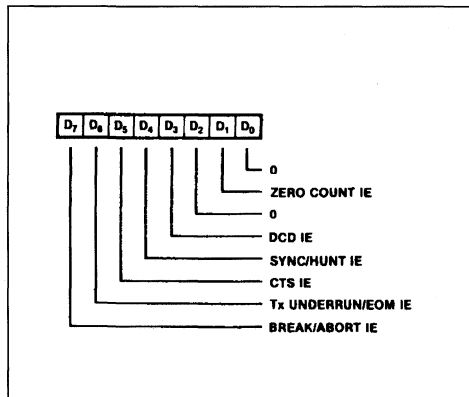 D₇ D₆ D₅ D₄ D₃ D₂ D₁ D₀
0
ZERO COUNT IE
0
DCD IE
SYNC/HUNT IE
CTS IE
Tx UNDERRUN/EOM IE
BREAK/ABORT IE